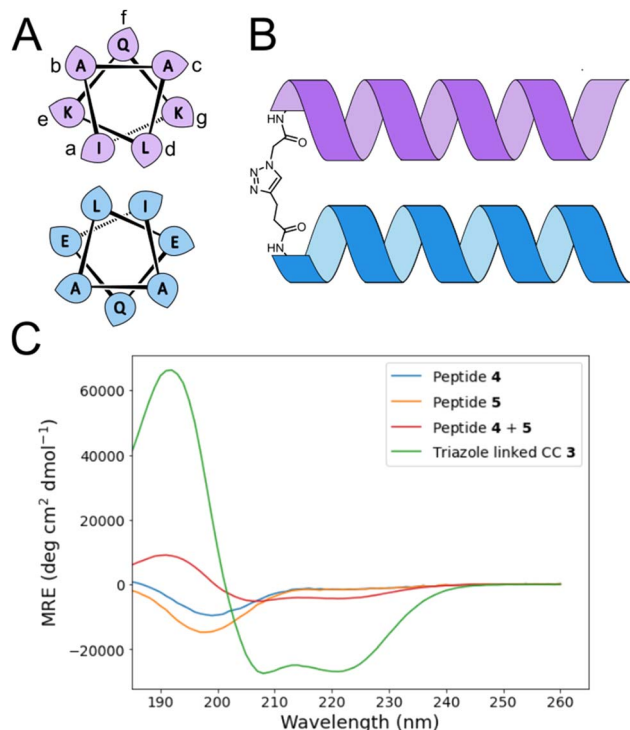 A
f
Q
b A A c
e K K g
a I L d
L I
E E
A A
Q
B
HN
O
N
N
N
O
HN
C
MRE (deg cm² dmol⁻¹)
60000
40000
20000
0
−20000
Peptide 4
Peptide 5
Peptide 4 + 5
Triazole linked CC 3
190 200 210 220 230 240 250 260
Wavelength (nm)